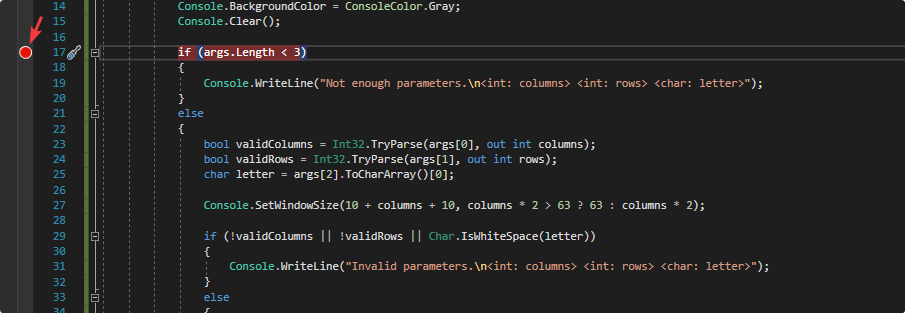 14 Console.BackgroundColor = ConsoleColor.Gray;
15 Console.Clear();
16
17 if (args.Length < 3)
18 {
19 Console.WriteLine("Not enough parameters.\n<int: columns> <int: rows> <char: letter>");
20 }
21 else
22 {
23 bool validColumns = Int32.TryParse(args[0], out int columns);
24 bool validRows = Int32.TryParse(args[1], out int rows);
25 char letter = args[2].ToCharArray()[0];
26
27 Console.SetWindowSize(10 + columns + 10, columns * 2 > 63 ? 63 : columns * 2);
28
29 if (!validColumns || !validRows || Char.IsWhiteSpace(letter))
30 {
31 Console.WriteLine("Invalid parameters.\n<int: columns> <int: rows> <char: letter>");
32 }
33 else
34 {